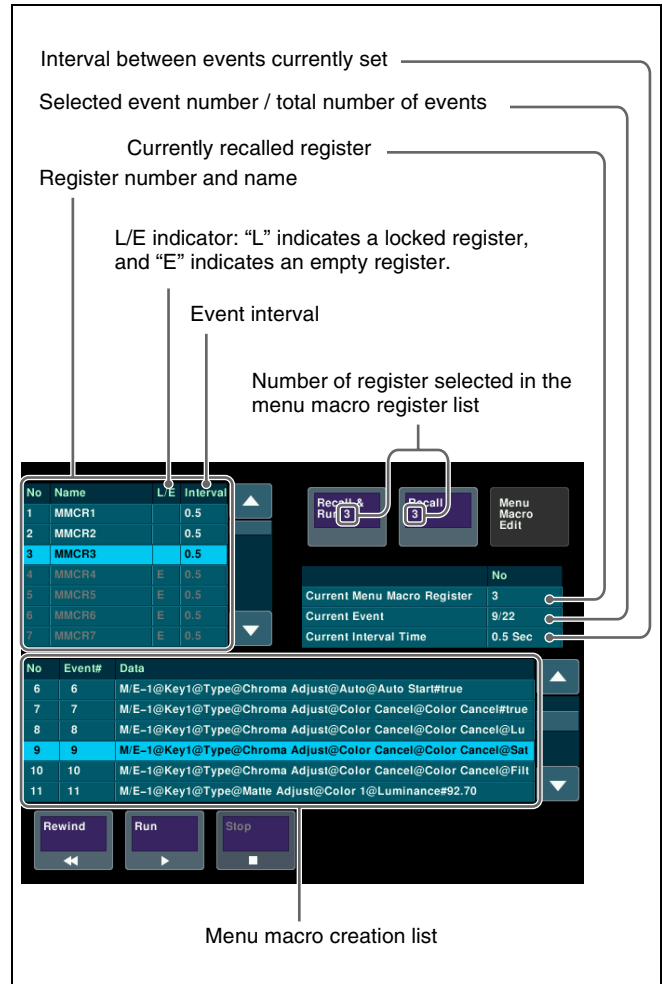 Interval between events currently set
Selected event number / total number of events
Currently recalled register
Register number and name
L/E indicator: “L” indicates a locked register,
and “E” indicates an empty register.
Event interval
Number of register selected in the
menu macro register list
No Name L/E Interval
1 MMCR1 0.5
2 MMCR2 0.5
3 MMCR3 0.5
4 MMCR4 E 0.5
5 MMCR5 E 0.5
6 MMCR6 E 0.5
7 MMCR7 E 0.5
Recall &
Run 3
Recall
3
Menu
Macro
Edit
No
Current Menu Macro Register 3
Current Event 9/22
Current Interval Time 0.5 Sec
No Event# Data
6 6 M/E–1@Key1@Type@Chroma Adjust@Auto@Auto Start#true
7 7 M/E–1@Key1@Type@Chroma Adjust@Color Cancel@Color Cancel#true
8 8 M/E–1@Key1@Type@Chroma Adjust@Color Cancel@Color Cancel@Lu
9 9 M/E–1@Key1@Type@Chroma Adjust@Color Cancel@Color Cancel@Sat
10 10 M/E–1@Key1@Type@Chroma Adjust@Color Cancel@Color Cancel@Filt
11 11 M/E–1@Key1@Type@Matte Adjust@Color 1@Luminance#92.70
Rewind
Run
Stop
Menu macro creation list